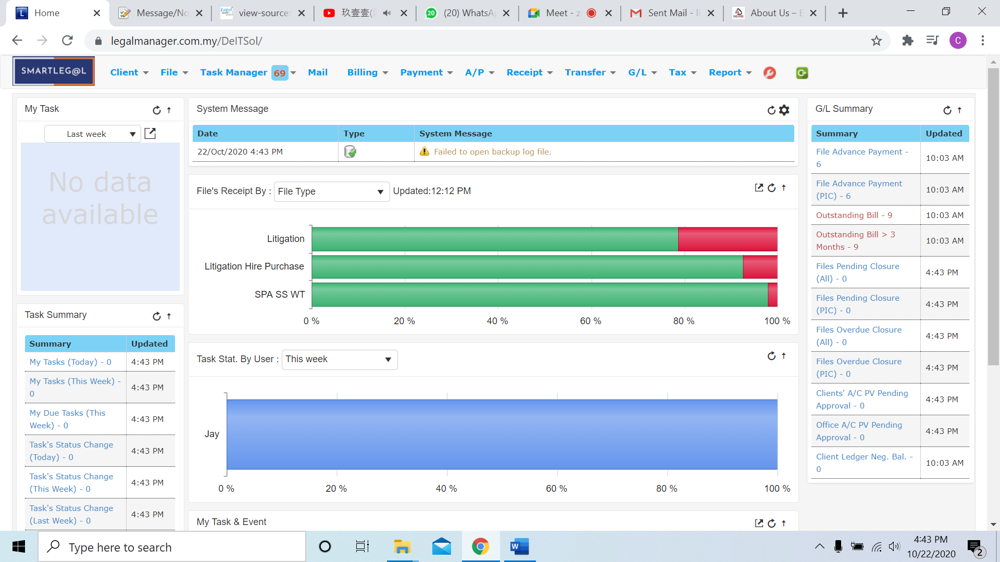 Home
Message/No
view-source:
玖壹壹(
(20) WhatsA
Meet - z
Sent Mail - li
About Us – E
legalmanager.com.my/DeITSol/
C
SMARTLEG@L
Client
File
Task Manager 69
Mail
Billing
Payment
A/P
Receipt
Transfer
G/L
Tax
Report
My Task
Last week
No data
available
Task Summary
Summary Updated
My Tasks (Today) - 0 4:43 PM
My Tasks (This Week) -
0 4:43 PM
My Due Tasks (This
Week) - 0 4:43 PM
Task's Status Change
(Today) - 0 4:43 PM
Task's Status Change
(This Week) - 0 4:43 PM
Task's Status Change
(Last Week) - 0 4:43 PM
System Message
Date Type System Message
22/Oct/2020 4:43 PM Failed to open backup log file.
File's Receipt By : File Type Updated:12:12 PM
Litigation
Litigation Hire Purchase
SPA SS WT
0 % 20 % 40 % 60 % 80 % 100 %
Task Stat. By User : This week
Jay
0 % 20 % 40 % 60 % 80 % 100 %
My Task & Event
G/L Summary
Summary Updated
File Advance Payment -
6 10:03 AM
File Advance Payment
(PIC) - 6 10:03 AM
Outstanding Bill - 9 10:03 AM
Outstanding Bill > 3
Months - 9 10:03 AM
Files Pending Closure
(All) - 0 4:43 PM
Files Pending Closure
(PIC) - 0 4:43 PM
Files Overdue Closure
(All) - 0 4:43 PM
Files Overdue Closure
(PIC) - 0 4:43 PM
Clients' A/C PV Pending
Approval - 0 4:43 PM
Office A/C PV Pending
Approval - 0 4:43 PM
Client Ledger Neg. Bal. -
0 10:03 AM
Type here to search
4:43 PM
10/22/2020
2